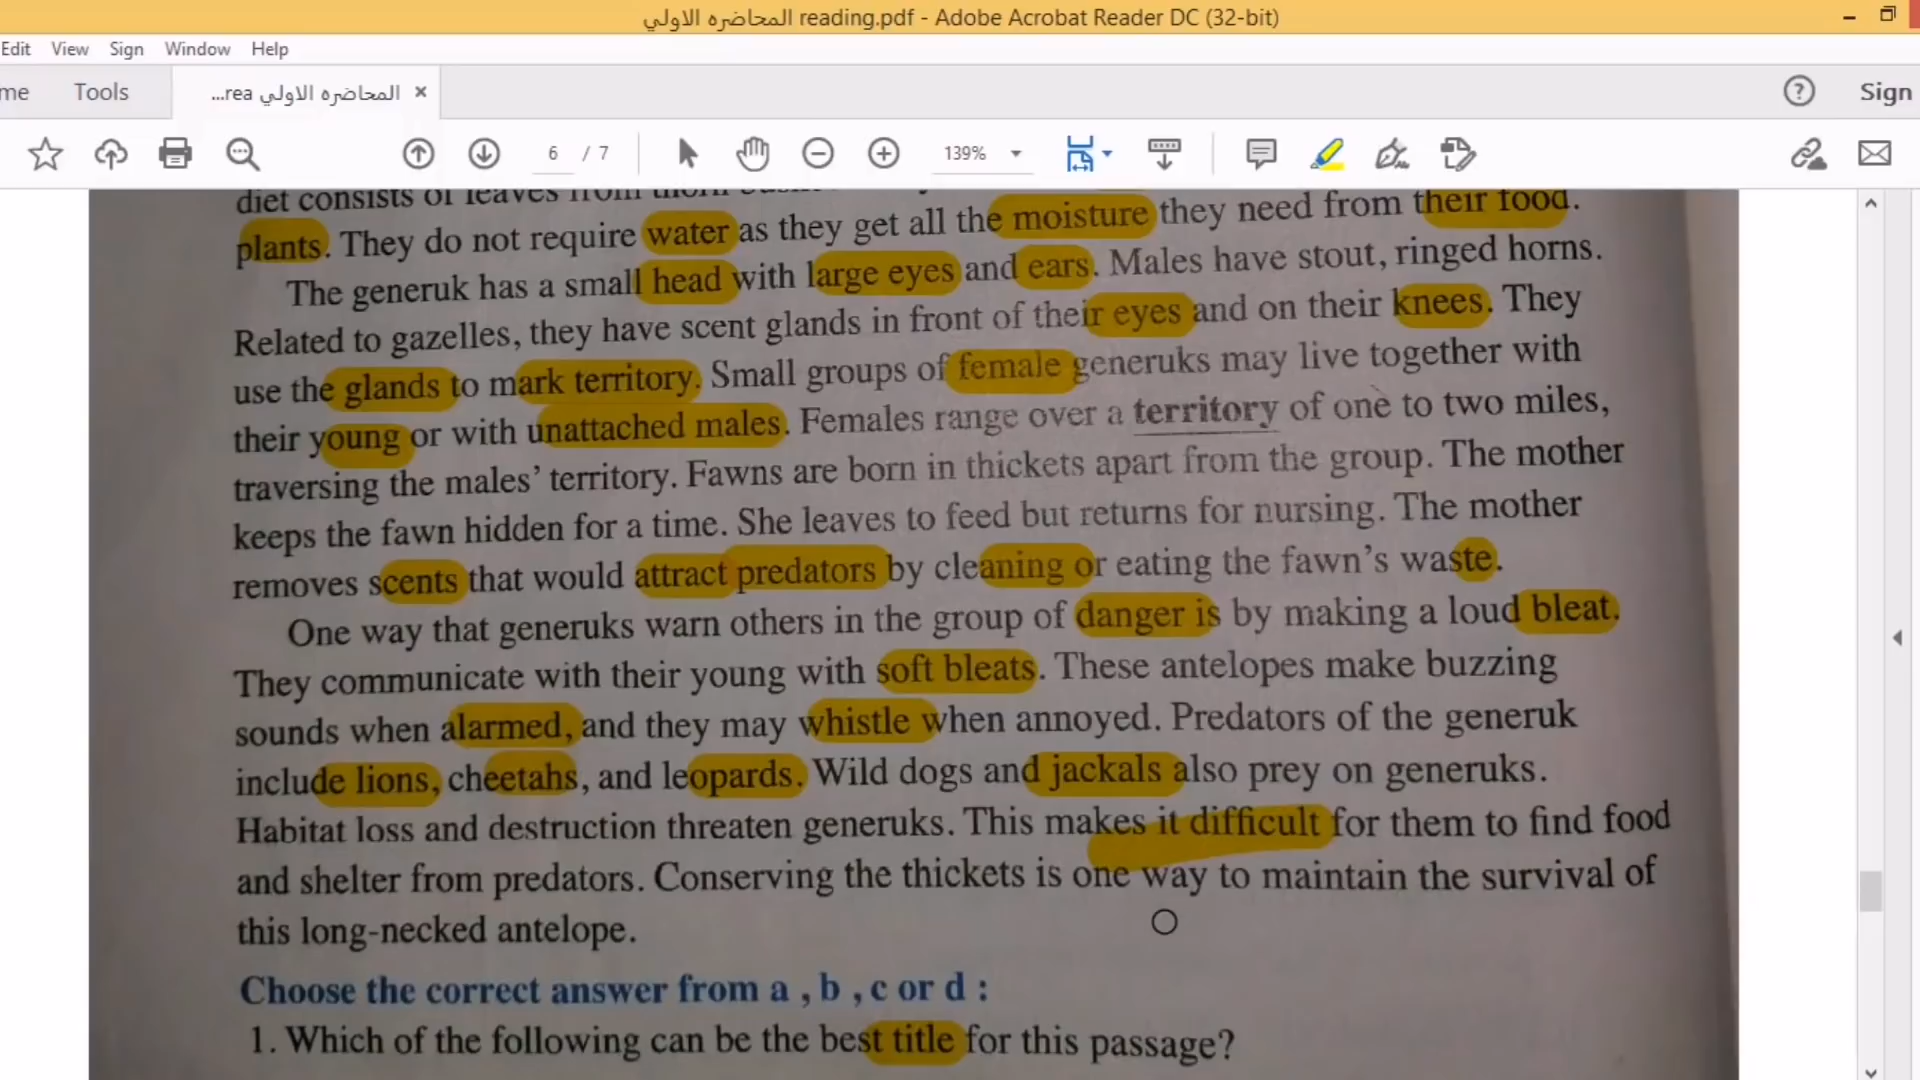 المحاضره الاولي reading.pdf - Adobe Acrobat Reader DC (32-bit)
Edit View Sign Window Help
me Tools المحاضره الاولي rea... × Sign
6 / 7 139%
diet consists of leaves from thorn
plants. They do not require water as they get all the moisture they need from their food.
The generuk has a small head with large eyes and ears. Males have stout, ringed horns.
Related to gazelles, they have scent glands in front of their eyes and on their knees. They
use the glands to mark territory. Small groups of female generuks may live together with
their young or with unattached males. Females range over a territory of one to two miles,
traversing the males' territory. Fawns are born in thickets apart from the group. The mother
keeps the fawn hidden for a time. She leaves to feed but returns for nursing. The mother
removes scents that would attract predators by cleaning or eating the fawn's waste.
One way that generuks warn others in the group of danger is by making a loud bleat.
They communicate with their young with soft bleats. These antelopes make buzzing
sounds when alarmed, and they may whistle when annoyed. Predators of the generuk
include lions, cheetahs, and leopards. Wild dogs and jackals also prey on generuks.
Habitat loss and destruction threaten generuks. This makes it difficult for them to find food
and shelter from predators. Conserving the thickets is one way to maintain the survival of
this long-necked antelope.
Choose the correct answer from a , b , c or d :
1. Which of the following can be the best title for this passage?